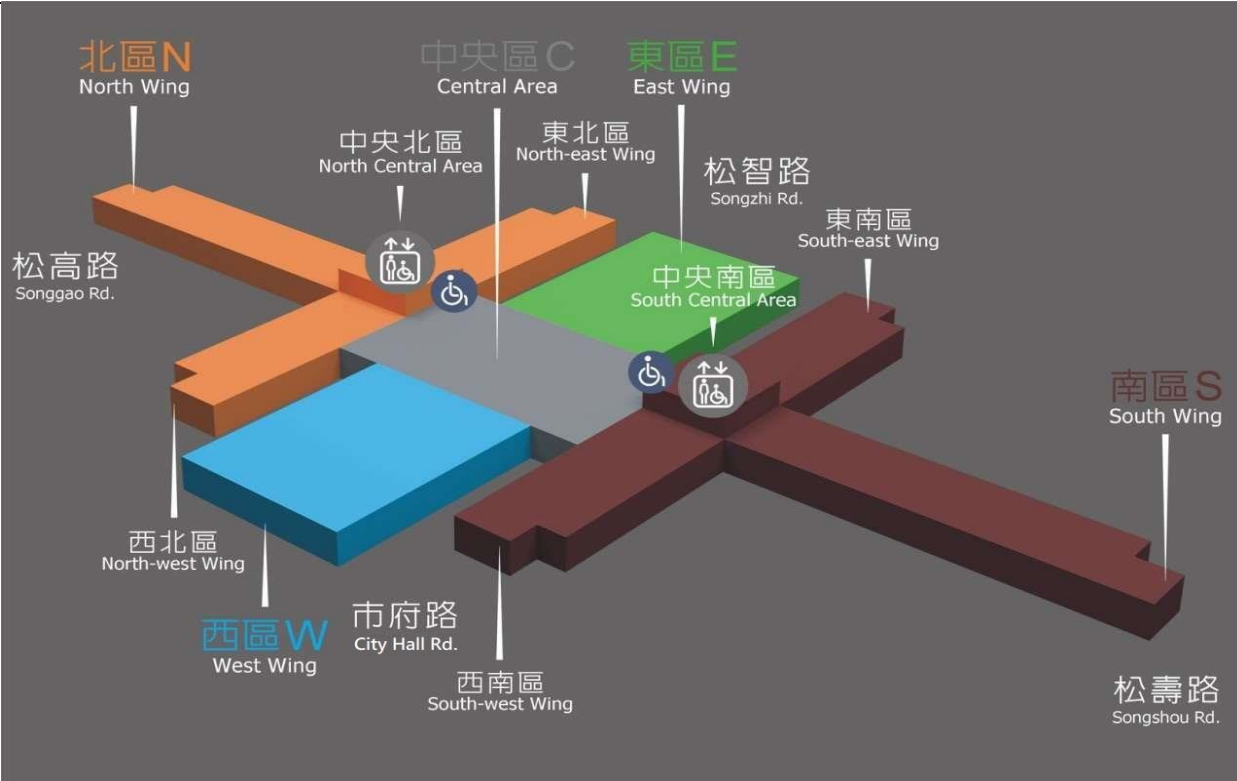 北區N
North Wing
中央區C
Central Area
東區E
East Wing
中央北區
North Central Area
東北區
North-east Wing
松智路
Songzhi Rd.
東南區
South-east Wing
松高路
Songgao Rd.
中央南區
South Central Area
南區S
South Wing
西北區
North-west Wing
西區W
West Wing
市府路
City Hall Rd.
西南區
South-west Wing
松壽路
Songshou Rd.